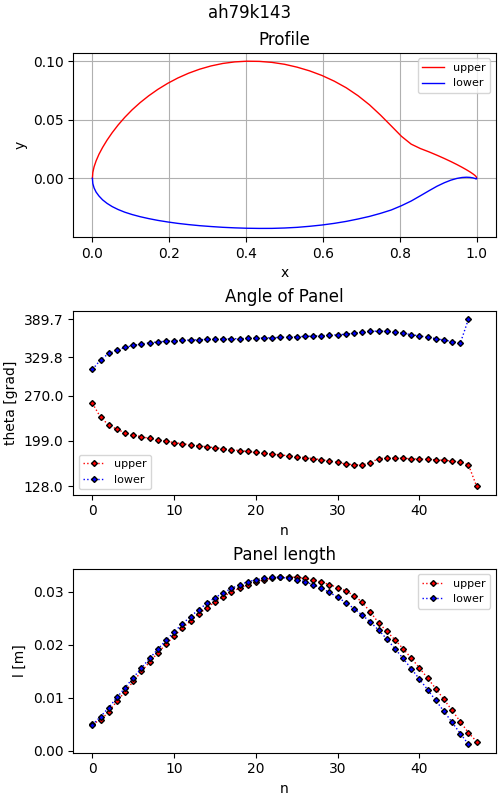 ah79k143
Profile
0.10
0.05
0.00
y
upper
lower
0.0 0.2 0.4 0.6 0.8 1.0
x
Angle of Panel
389.7
329.8
270.0
199.0
128.0
theta [grad]
upper
lower
0 10 20 30 40
n
Panel length
0.03
0.02
0.01
0.00
l [m]
upper
lower
0 10 20 30 40
n